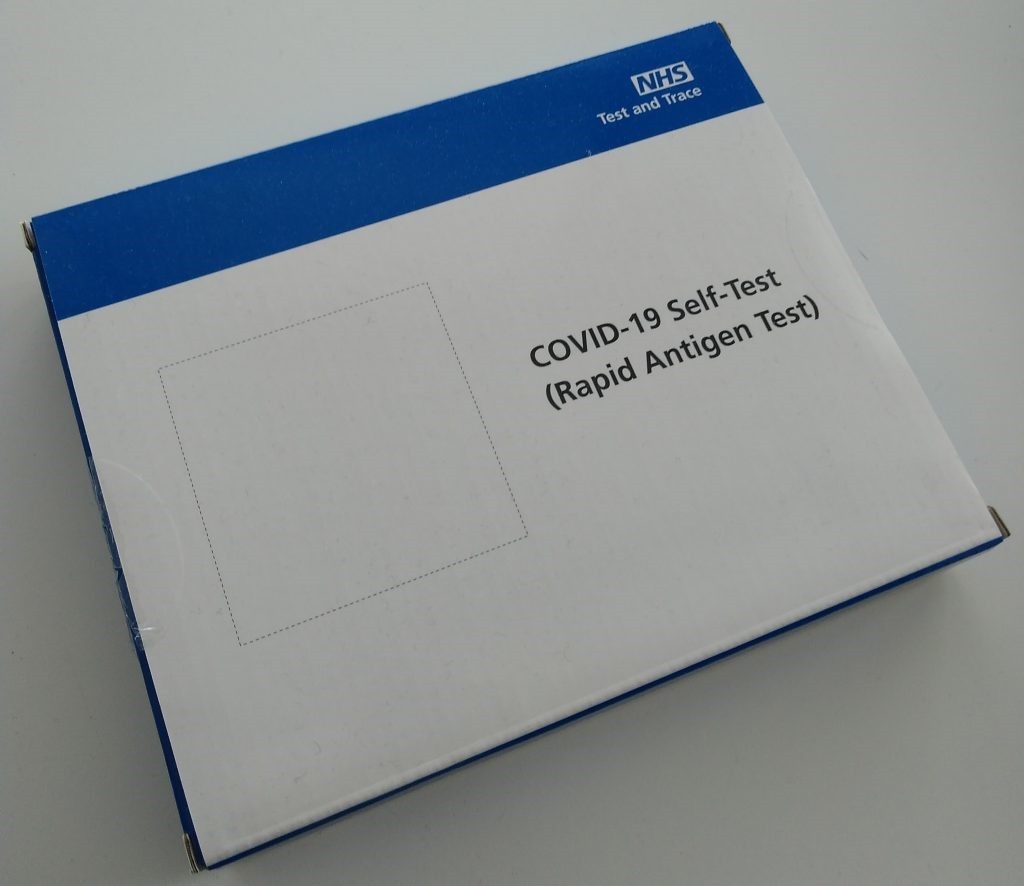 NHS
Test and Trace
COVID-19 Self-Test
(Rapid Antigen Test)